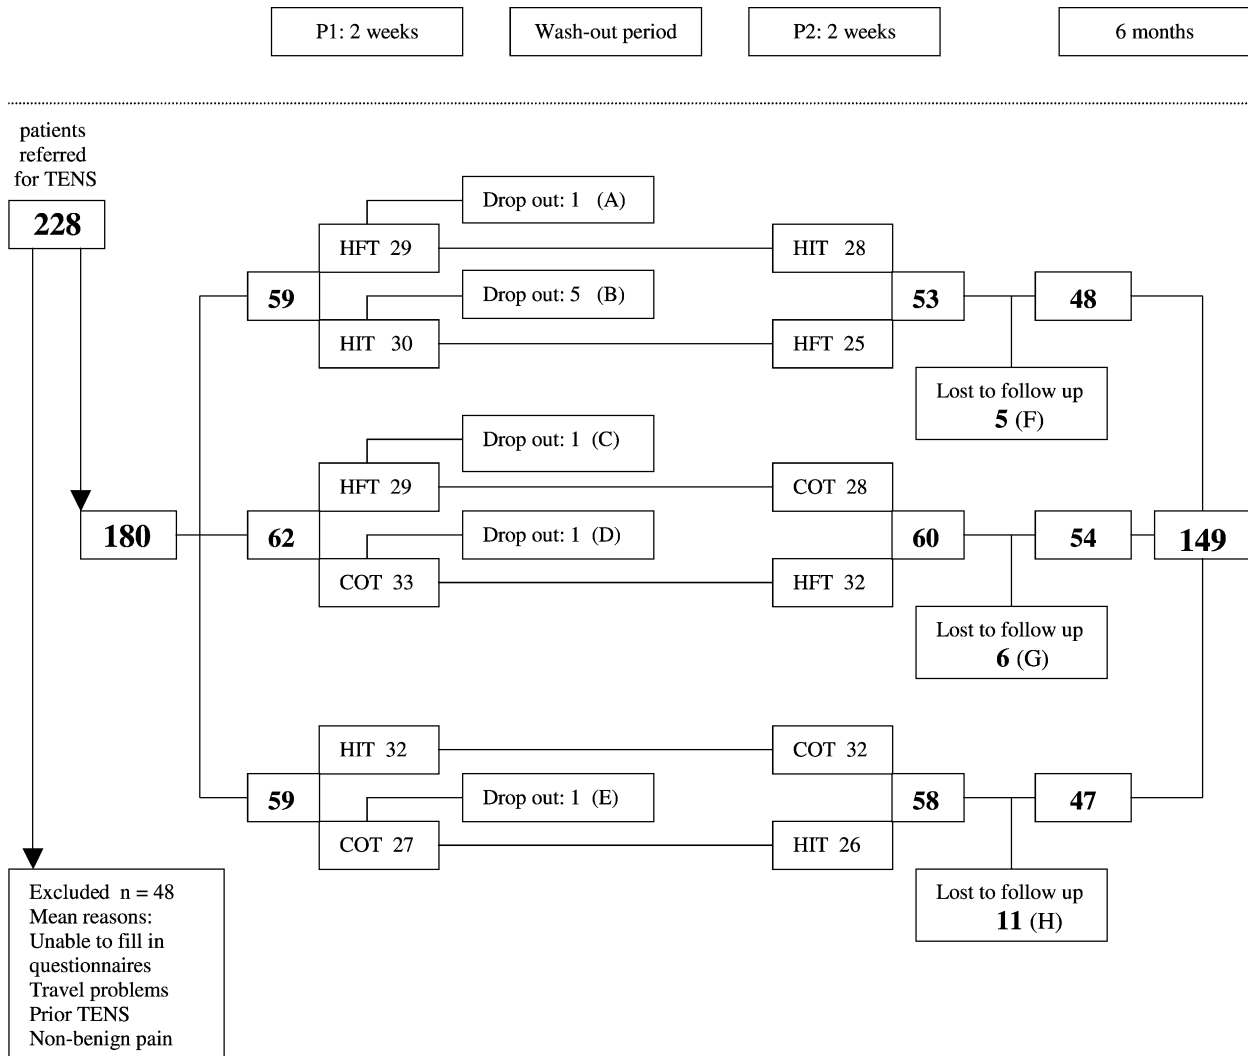 P1: 2 weeks
Wash-out period
P2: 2 weeks
6 months
patients
referred
for TENS
228
Drop out: 1 (A)
HFT 29
HIT 28
59
Drop out: 5 (B)
53
48
HIT 30
HFT 25
Lost to follow up
5 (F)
Drop out: 1 (C)
HFT 29
COT 28
180
62
Drop out: 1 (D)
60
54
149
COT 33
HFT 32
Lost to follow up
6 (G)
HIT 32
COT 32
59
Drop out: 1 (E)
58
47
COT 27
HIT 26
Lost to follow up
11 (H)
Excluded n = 48
Mean reasons:
Unable to fill in
questionnaires
Travel problems
Prior TENS
Non-benign pain